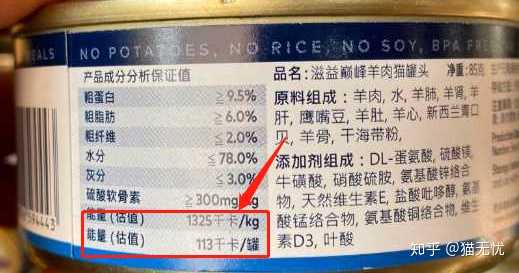 EALS NO POTATOES, NO RICE, NO SOY, BPA FREE
产品成分分析保证值
粗蛋白 ≥9.5%
粗脂肪 ≥6.0%
粗纤维 ≤2.0%
水分 ≤78.0%
灰分 ≤3.0%
硫酸软骨素 ≥300mg/kg
能量(估值) 1325千卡/kg
能量(估值) 113千卡/罐
品名:滋益巅峰羊肉猫罐头 净重:85
原料组成:羊肉, 水, 羊肺, 羊肾, 羊
肝, 鹰嘴豆, 羊肚, 羊心, 新西兰青口
贝, 羊骨, 干海带粉,
添加剂组成:DL-蛋氨酸, 硫酸镁,
牛磺酸, 硝酸硫胺, 氨基酸锌络合
物, 天然维生素E, 盐酸吡哆醇, 氨基
酸锰络合物, 氨基酸铜络合物, 维生
素D3, 叶酸
94443
知乎 @猫无忧